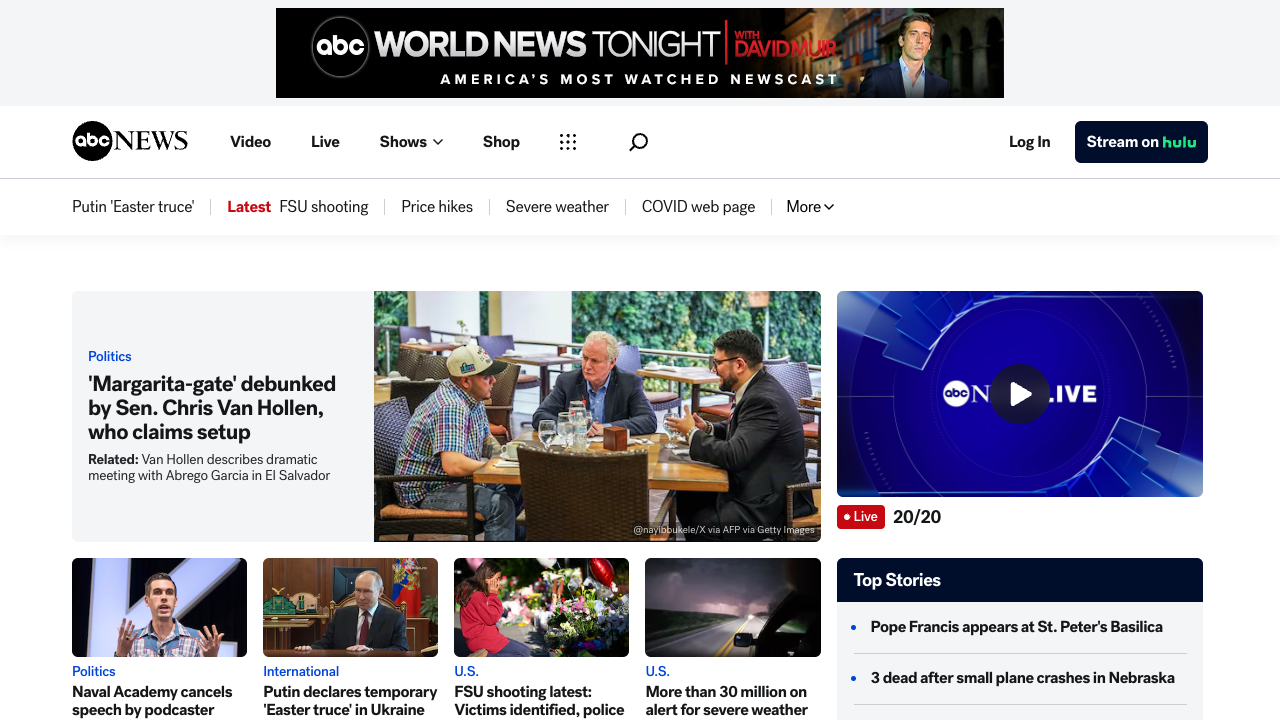 abc WORLD NEWS TONIGHT WITH DAVID MUIR
AMERICA'S MOST WATCHED NEWSCAST
abc NEWS
Video
Live
Shows
Shop
Log In
Stream on hulu
Putin 'Easter truce'
Latest FSU shooting
Price hikes
Severe weather
COVID web page
More
Politics
'Margarita-gate' debunked
by Sen. Chris Van Hollen,
who claims setup
Related: Van Hollen describes dramatic
meeting with Abrego Garcia in El Salvador
@nayibbukele/X via AFP via Getty Images
abc N LIVE
Live 20/20
Politics
Naval Academy cancels
speech by podcaster
International
Putin declares temporary
'Easter truce' in Ukraine
U.S.
FSU shooting latest:
Victims identified, police
U.S.
More than 30 million on
alert for severe weather
Top Stories
Pope Francis appears at St. Peter's Basilica
3 dead after small plane crashes in Nebraska